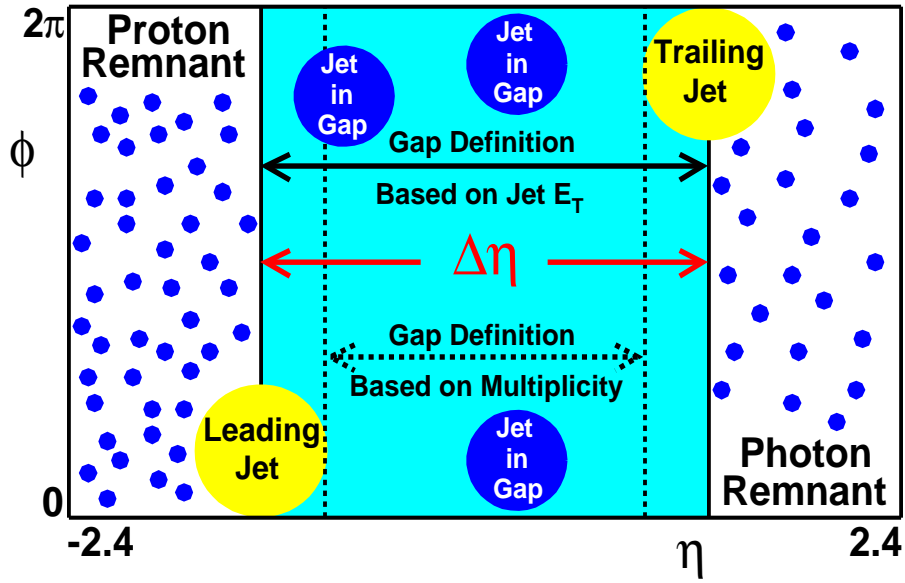 2π
Proton
Remnant
Jet
in
Gap
Jet
in
Gap
Trailing
Jet
ϕ
Gap Definition
Based on Jet E_T
Δη
Gap Definition
Based on Multiplicity
Leading
Jet
Jet
in
Gap
Photon
Remnant
0
-2.4
η
2.4